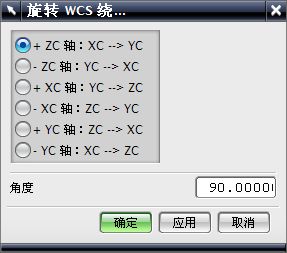 旋转 WCS 绕...
+ ZC 轴：XC --> YC
- ZC 轴：YC --> XC
+ XC 轴：YC --> ZC
- XC 轴：ZC --> YC
+ YC 轴：ZC --> XC
- YC 轴：XC --> ZC
角度 90.00000
确定 应用 取消